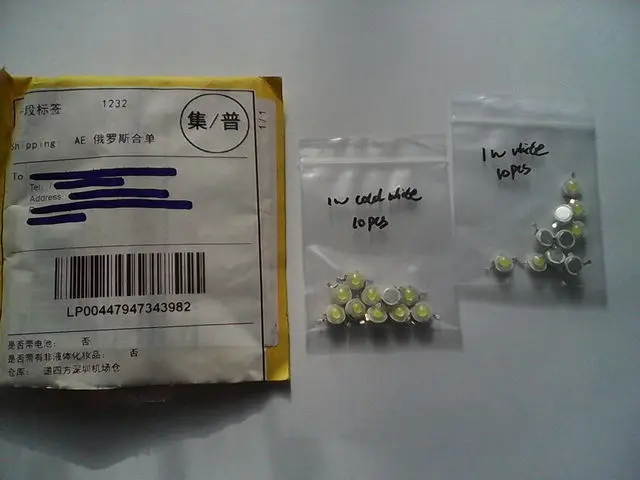 段标签 1232
集/普
1/1
Shipping AE 俄罗斯合单
To
Tel:
Address:
LP00447947343982
是否带电池: 否
是否带有非液体化妆品: 否
仓库: 递四方深圳机场仓
1w cold white
10pcs
1w white
10pcs